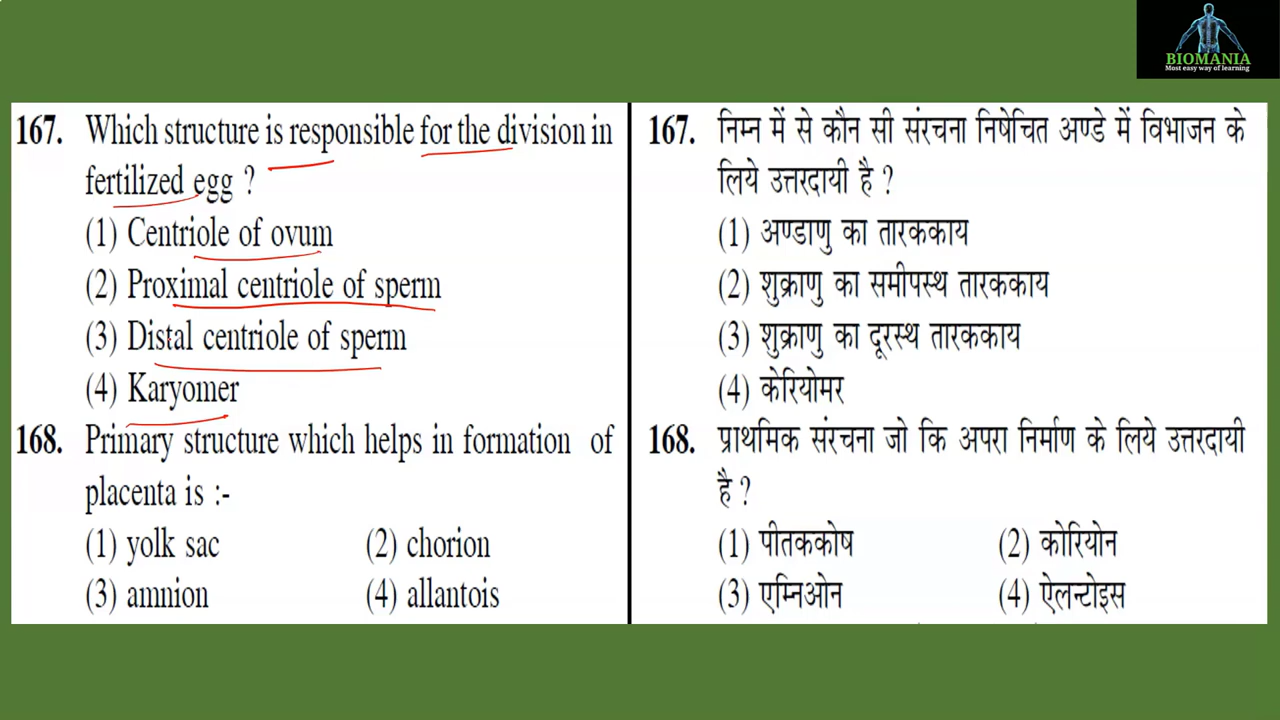 BIOMANIA
Most easy way of learning
167. Which structure is responsible for the division in
fertilized egg ?
(1) Centriole of ovum
(2) Proximal centriole of sperm
(3) Distal centriole of sperm
(4) Karyomer
168. Primary structure which helps in formation of
placenta is :-
(1) yolk sac (2) chorion
(3) amnion (4) allantois
167. निम्न में से कौन सी संरचना निषेचित अण्डे में विभाजन के
लिये उत्तरदायी है ?
(1) अण्डाणु का तारककाय
(2) शुक्राणु का समीपस्थ तारककाय
(3) शुक्राणु का दूरस्थ तारककाय
(4) केरियोमर
168. प्राथमिक संरचना जो कि अपरा निर्माण के लिये उत्तरदायी
है ?
(1) पीतककोष (2) कोरियोन
(3) एम्निओन (4) ऐलन्टोइस